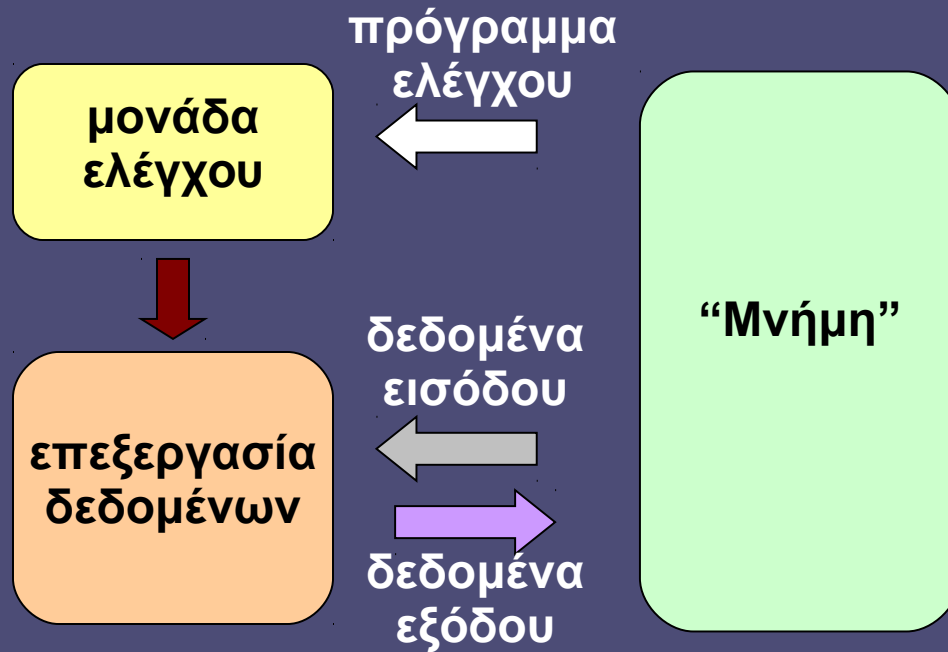 πρόγραμμα
ελέγχου
μονάδα
ελέγχου
“Μνήμη”
δεδομένα
εισόδου
επεξεργασία
δεδομένων
δεδομένα
εξόδου